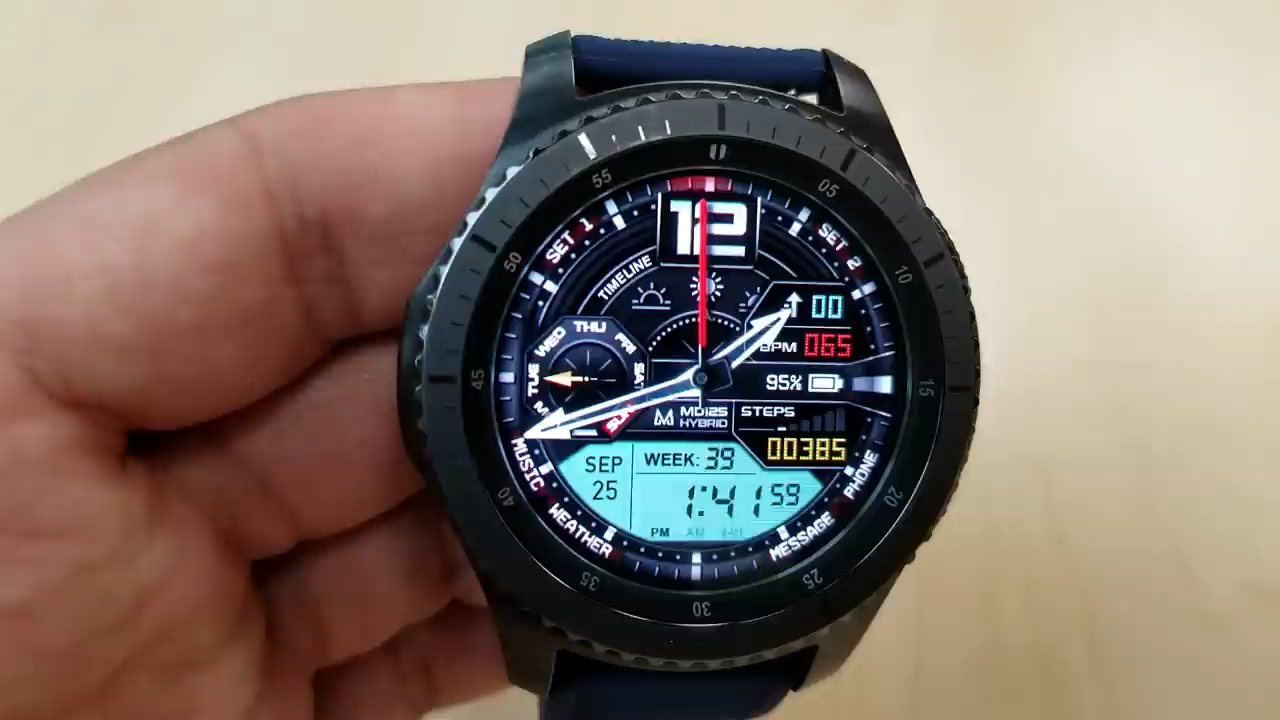 55
05
50
10
45
15
40
20
35
25
30
12
SET 1
SET 2
TIMELINE
00
BPM 065
95%
WED THU FRI
TUE SAT
SUN
MD125
HYBRID
STEPS
00385
MUSIC
PHONE
WEATHER
MESSAGE
SEP
25
WEEK: 39
1:41 59
PM AM